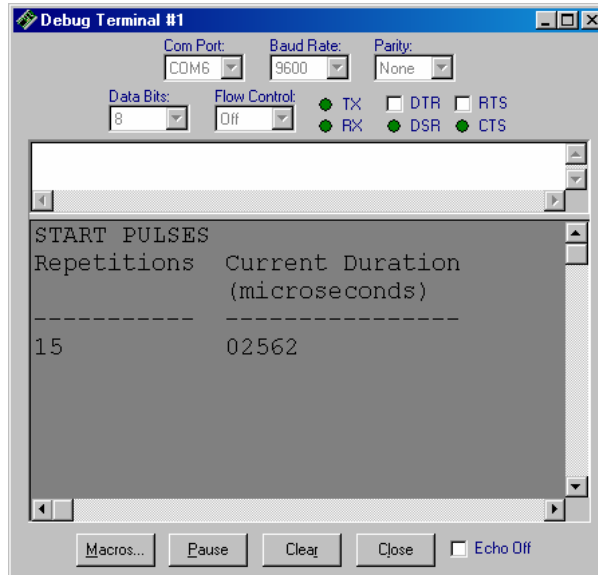 Debug Terminal #1
Com Port: Baud Rate: Parity:
COM6 9600 None
Data Bits: Flow Control: TX DTR RTS
8 Off RX DSR CTS
START PULSES
Repetitions Current Duration
(microseconds)
----------- ----------------
15 02562
Macros... Pause Clear Close Echo Off